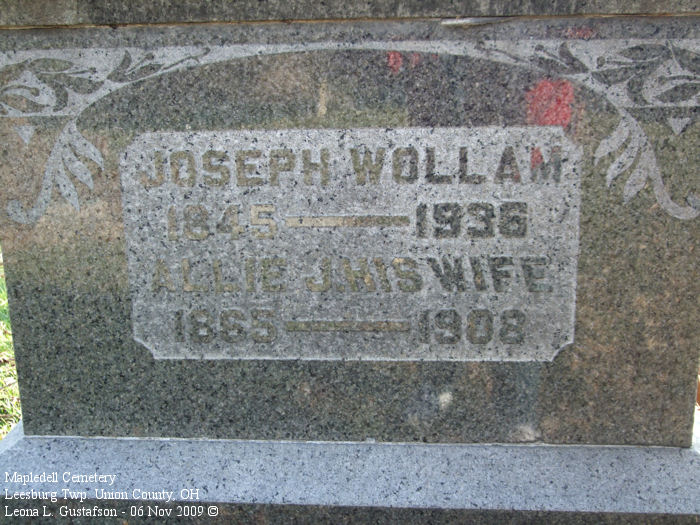 JOSEPH WOLLAM
1845 — 1936
ALLIE J. HIS WIFE
1865 — 1908
Mapledell Cemetery
Leesburg Twp. Union County, OH
Leona L. Gustafson - 06 Nov 2009 ©